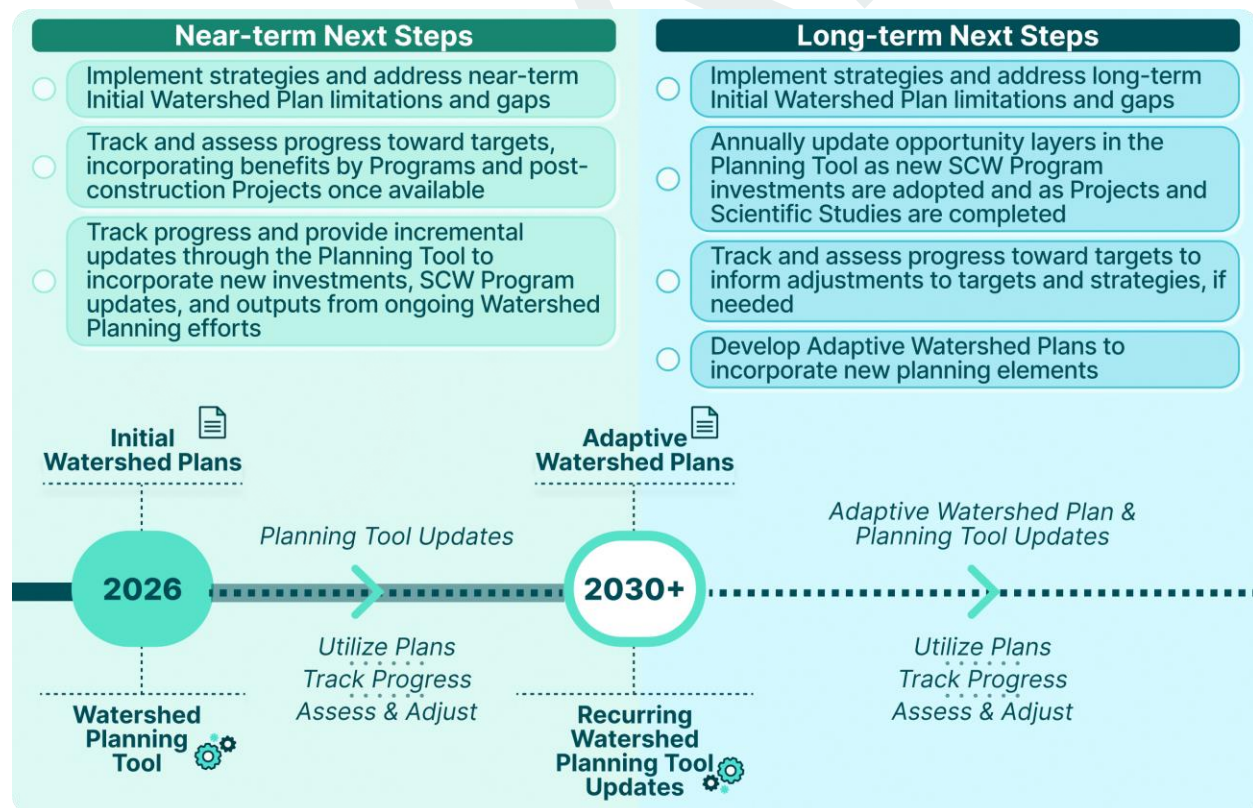 Near-term Next Steps
Implement strategies and address near-term
Initial Watershed Plan limitations and gaps
Track and assess progress toward targets,
incorporating benefits by Programs and post-
construction Projects once available
Track progress and provide incremental
updates through the Planning Tool to
incorporate new investments, SCW Program
updates, and outputs from ongoing Watershed
Planning efforts
Long-term Next Steps
Implement strategies and address long-term
Initial Watershed Plan limitations and gaps
Annually update opportunity layers in the
Planning Tool as new SCW Program
investments are adopted and as Projects and
Scientific Studies are completed
Track and assess progress toward targets to
inform adjustments to targets and strategies, if
needed
Develop Adaptive Watershed Plans to
incorporate new planning elements
Initial
Watershed Plans
2026
Watershed
Planning
Tool
Planning Tool Updates
Utilize Plans
Track Progress
Assess & Adjust
Adaptive
Watershed Plans
2030+
Recurring
Watershed
Planning Tool
Updates
Adaptive Watershed Plan &
Planning Tool Updates
Utilize Plans
Track Progress
Assess & Adjust